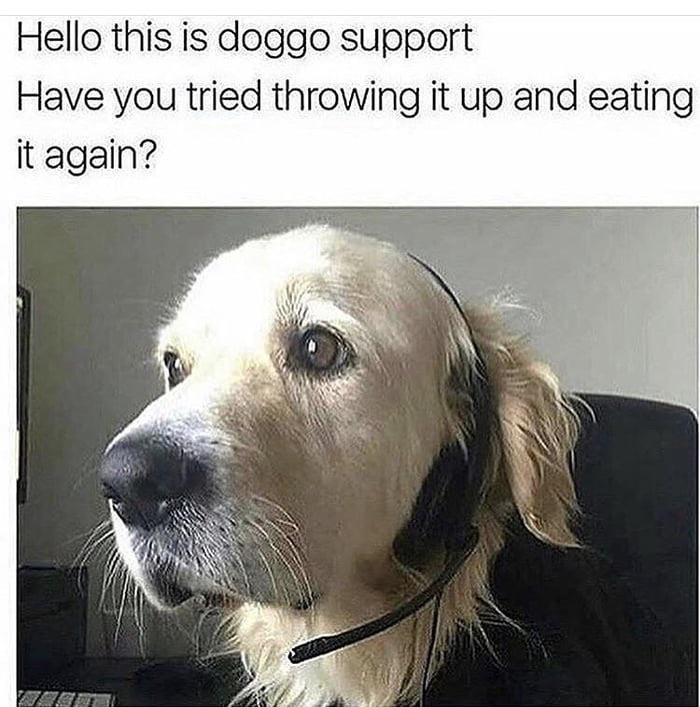 Hello this is doggo support
Have you tried throwing it up and eating
it again?